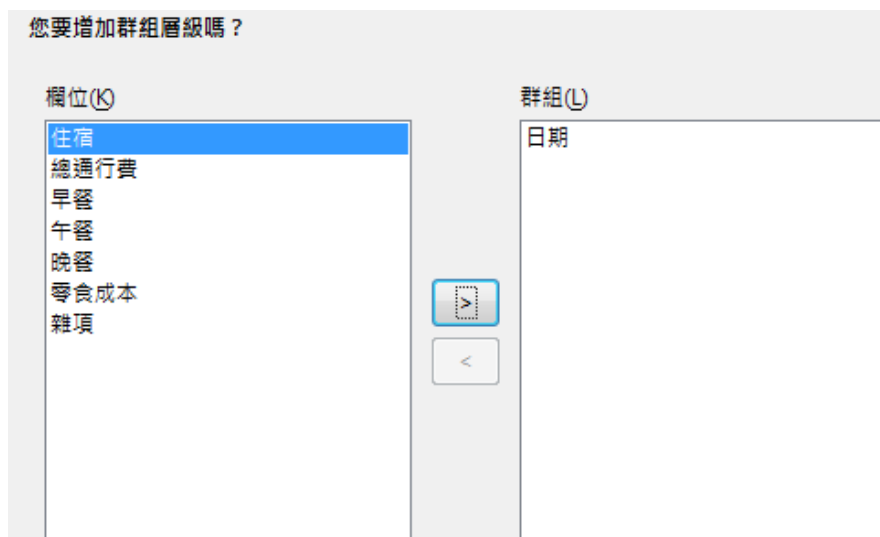 您要增加群組層級嗎？
欄位(K)
住宿
總通行費
早餐
午餐
晚餐
零食成本
雜項
>
<
群組(L)
日期